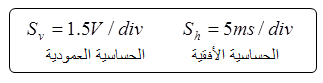 S_v = 1.5V / div S_h = 5ms / div
الحساسية العمودية الحساسية الأفقية